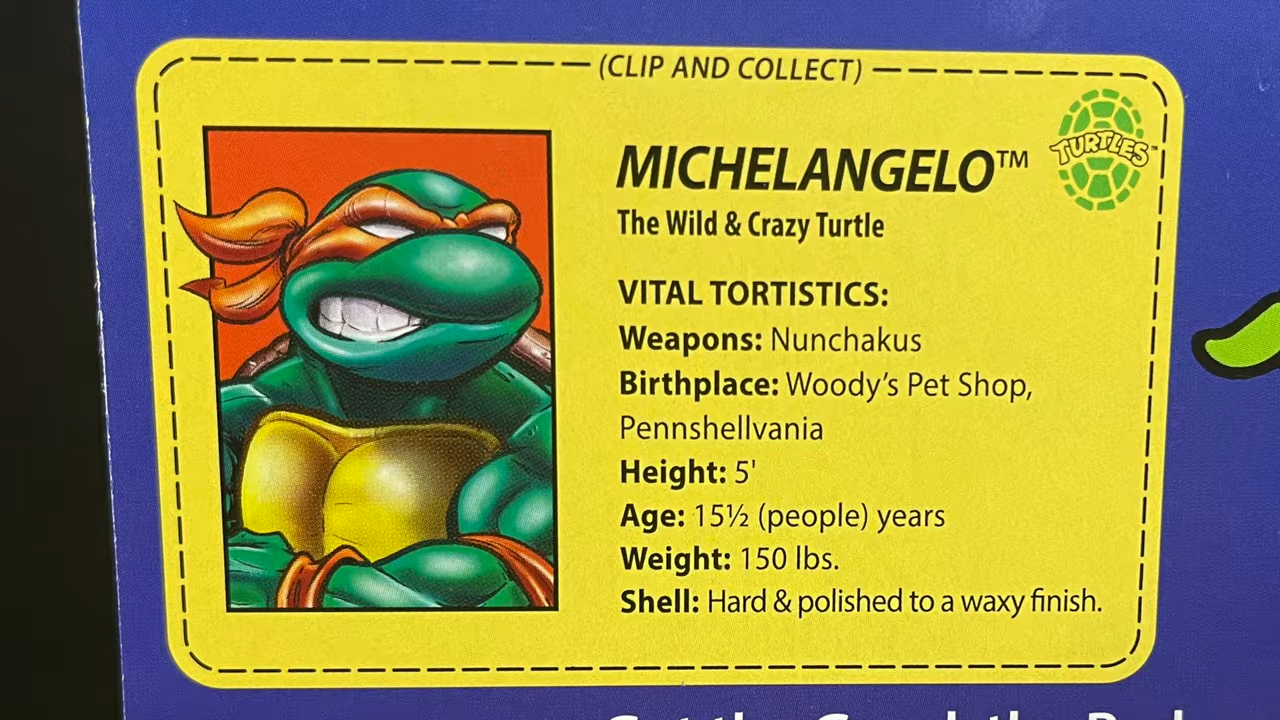 (CLIP AND COLLECT)
MICHELANGELO™
TURTLES™
The Wild & Crazy Turtle
VITAL TORTISTICS:
Weapons: Nunchakus
Birthplace: Woody's Pet Shop,
Pennshellvania
Height: 5'
Age: 15½ (people) years
Weight: 150 lbs.
Shell: Hard & polished to a waxy finish.